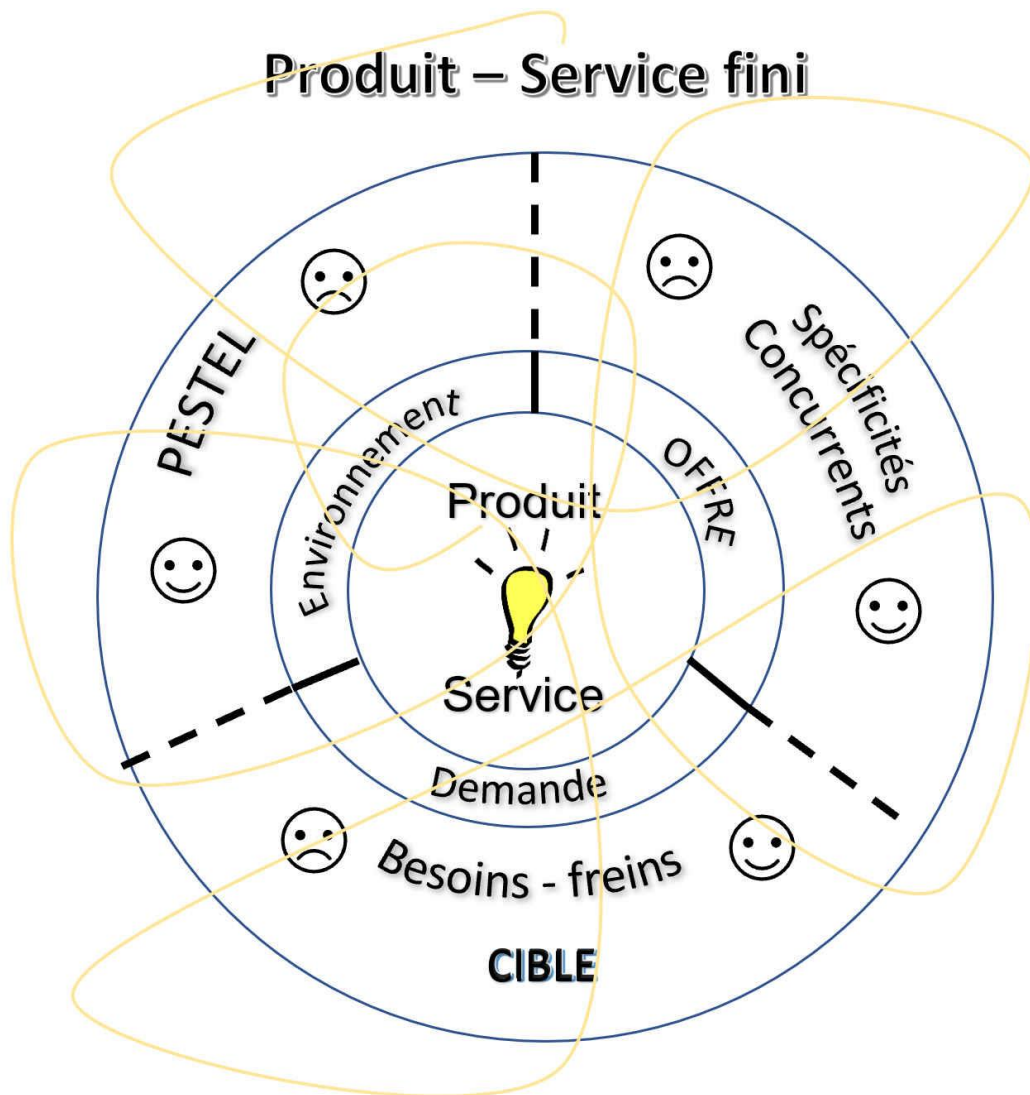 Produit – Service fini
PESTEL
Environnement
OFFRE
Spécificités
Concurrents
Produit
Service
Demande
Besoins - freins
CIBLE